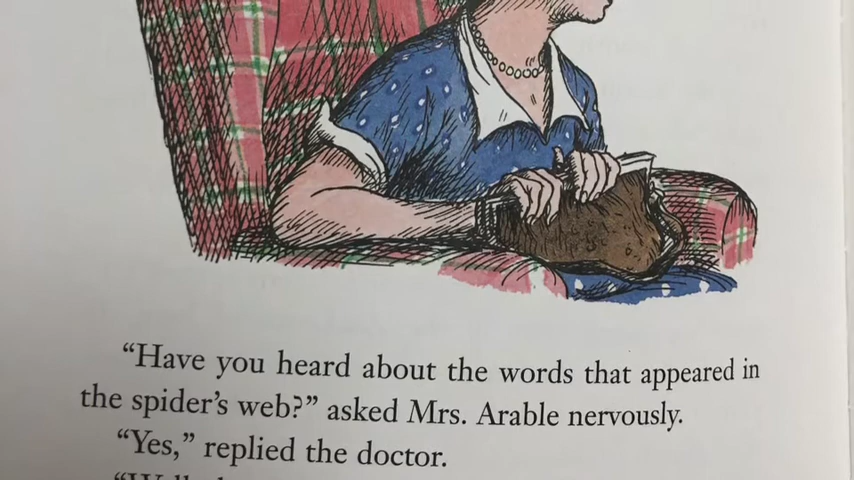 “Have you heard about the words that appeared in
the spider’s web?” asked Mrs. Arable nervously.
“Yes,” replied the doctor.